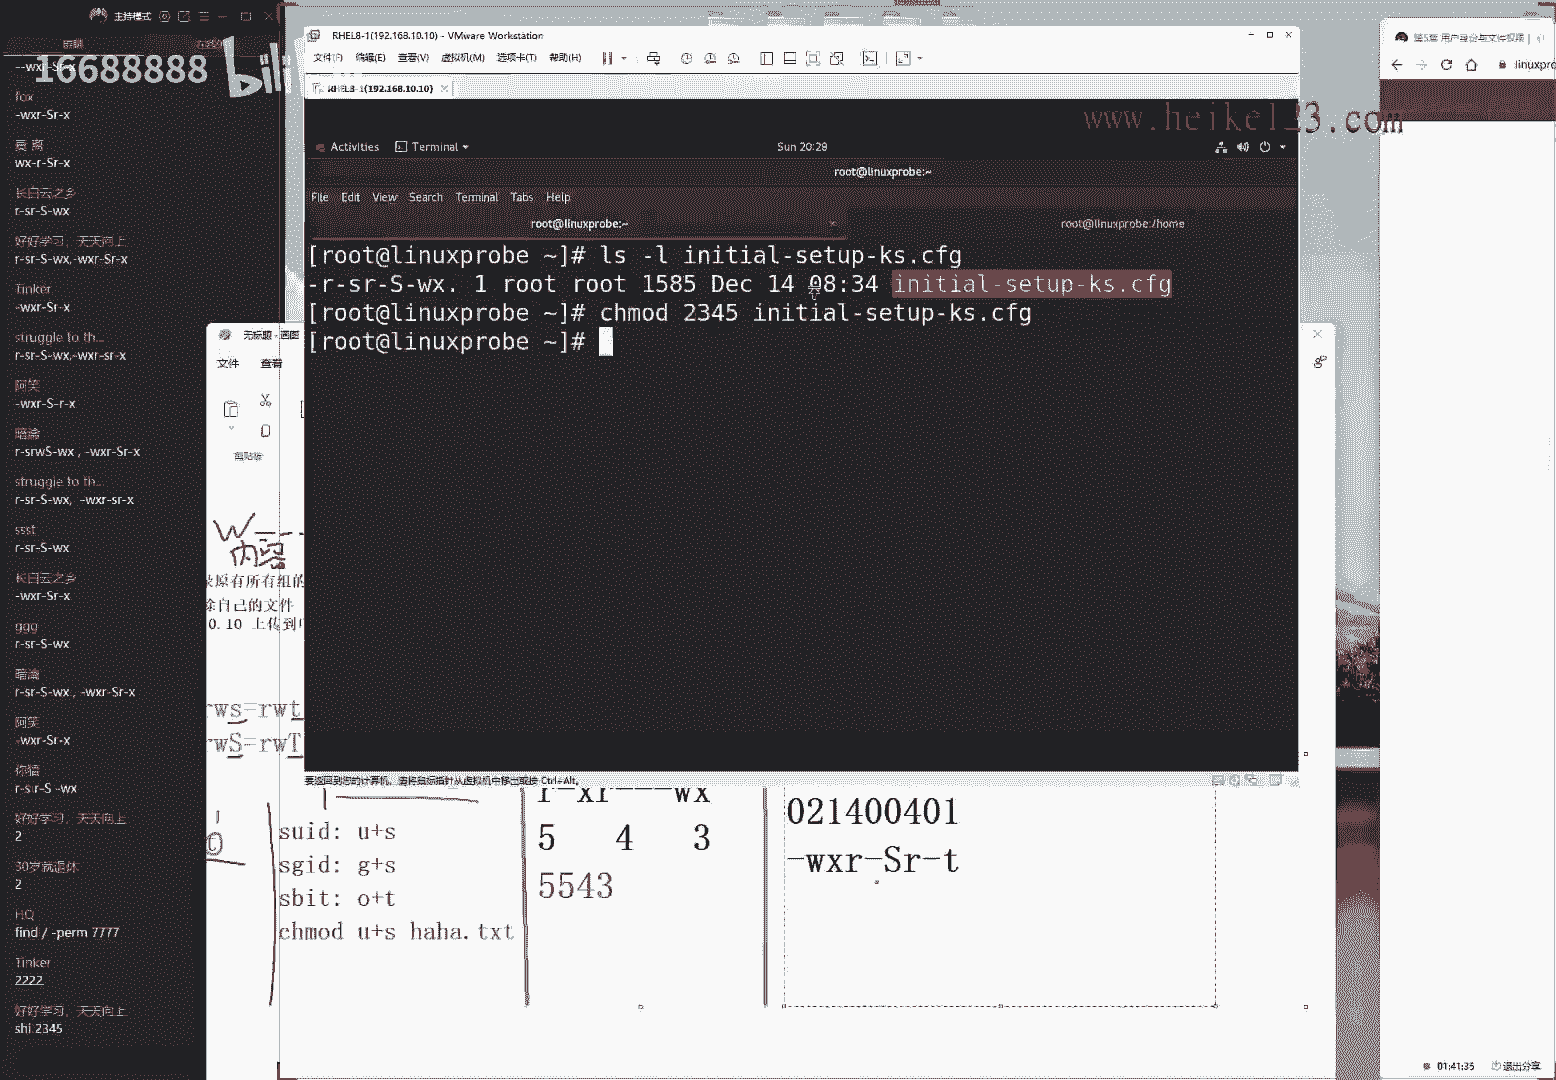 主持模式
16688888
bili
--wxr-Sr-x
fox
-wxr-Sr-x
wx-r-Sr-x
长白云之乡
r-sr-S-wx
好好学习，天天向上
r-sr-S-wx,-wxr-Sr-x
Tinker
-wxr-Sr-x
struggle to th...
r-sr-S-wx,-wxr-sr-x
阿笑
-wxr-S-r-x
r-srwS-wx , -wxr-Sr-x
struggle to th...
r-sr-S-wx, -wxr-sr-x
ssst
r-sr-S-wx
长白云之乡
-wxr-Sr-x
ggg
r-sr-S-wx
r-sr-S-wx , -wxr-Sr-x
阿笑
-wxr-Sr-x
r-s r-S -wx
好好学习，天天向上
2
30岁就退休
2
HQ
find / -perm 7777
Tinker
2222
好好学习，天天向上
shi 2345
RHEL8-1(192.168.10.10) - VMware Workstation
文件(F) 编辑(E) 查看(V) 虚拟机(M) 选项卡(T) 帮助(H)
RHEL8-1(192.168.10.10)
Activities Terminal Sun 20:28
root@linuxprobe:~
File Edit View Search Terminal Tabs Help
root@linuxprobe:~ root@linuxprobe:/home
[root@linuxprobe ~]# ls -l initial-setup-ks.cfg
-r-sr-S-wx. 1 root root 1585 Dec 14 08:34 initial-setup-ks.cfg
[root@linuxprobe ~]# chmod 2345 initial-setup-ks.cfg
[root@linuxprobe ~]#
要返回到您的计算机，请将鼠标指针从虚拟机中移出或按 Ctrl+Alt。
www.heike123.com
第5章 用户身份与文件权限
linuxpro
无标题 - 画图
文件 查看
剪贴板
W
内容
原有所有组的
除自己的文件
0.10 上传到
rws=rwt
rwS=rwT
suid: u+s
sgid: g+s
sbit: o+t
chmod u+s haha.txt
r-xr---wx
5 4 3
5543
021400401
-wxr-Sr-t
01:41:35 退出分享